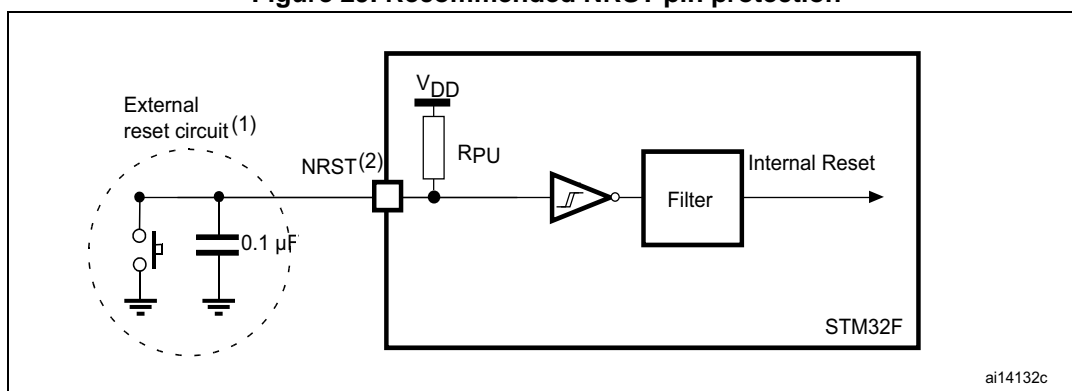 Figure 29. Recommended NRST pin protection
VDD
External
reset circuit(1)
NRST(2)
RPU
Internal Reset
Filter
0.1 µF
STM32F
ai14132c